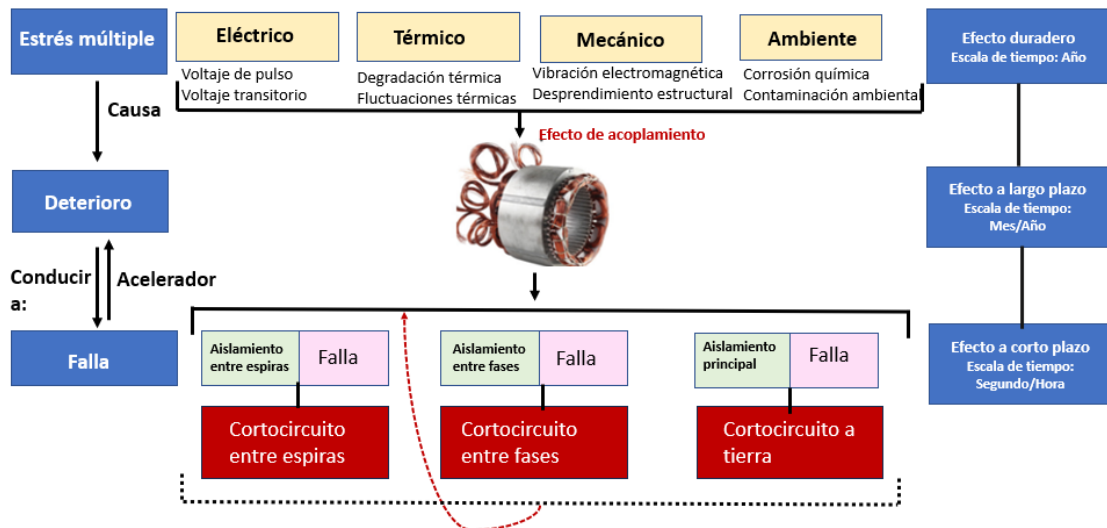 Estrés múltiple
Eléctrico
Térmico
Mecánico
Ambiente
Efecto duradero
Escala de tiempo: Año
Voltaje de pulso
Voltaje transitorio
Degradación térmica
Fluctuaciones térmicas
Vibración electromagnética
Desprendimiento estructural
Corrosión química
Contaminación ambiental
Causa
Efecto de acoplamiento
Deterioro
Efecto a largo plazo
Escala de tiempo:
Mes/Año
Conducir
a:
Acelerador
Falla
Aislamiento
entre espiras
Falla
Aislamiento
entre fases
Falla
Aislamiento
principal
Falla
Efecto a corto plazo
Escala de tiempo:
Segundo/Hora
Cortocircuito
entre espiras
Cortocircuito
entre fases
Cortocircuito a
tierra